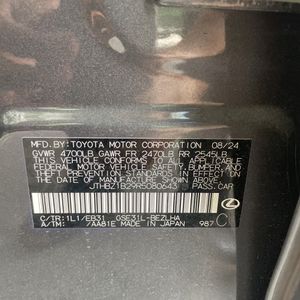 MFD.BY:TOYOTA MOTOR CORPORATION 08/24
GVWR 4700LB GAWR FR 2470LB RR 2545LB
THIS VEHICLE CONFORMS TO ALL APPLICABLE
FEDERAL MOTOR VEHICLE SAFETY, BUMPER, AND
THEFT PREVENTION STANDARDS IN EFFECT ON THE
DATE OF MANUFACTURE SHOWN ABOVE.
JTHBZ1B29R5080643 PASS.CAR
C/TR:1L1/EB31 GSE31L-BEZLHA
A/TM: /AA81E MADE IN JAPAN 987 C